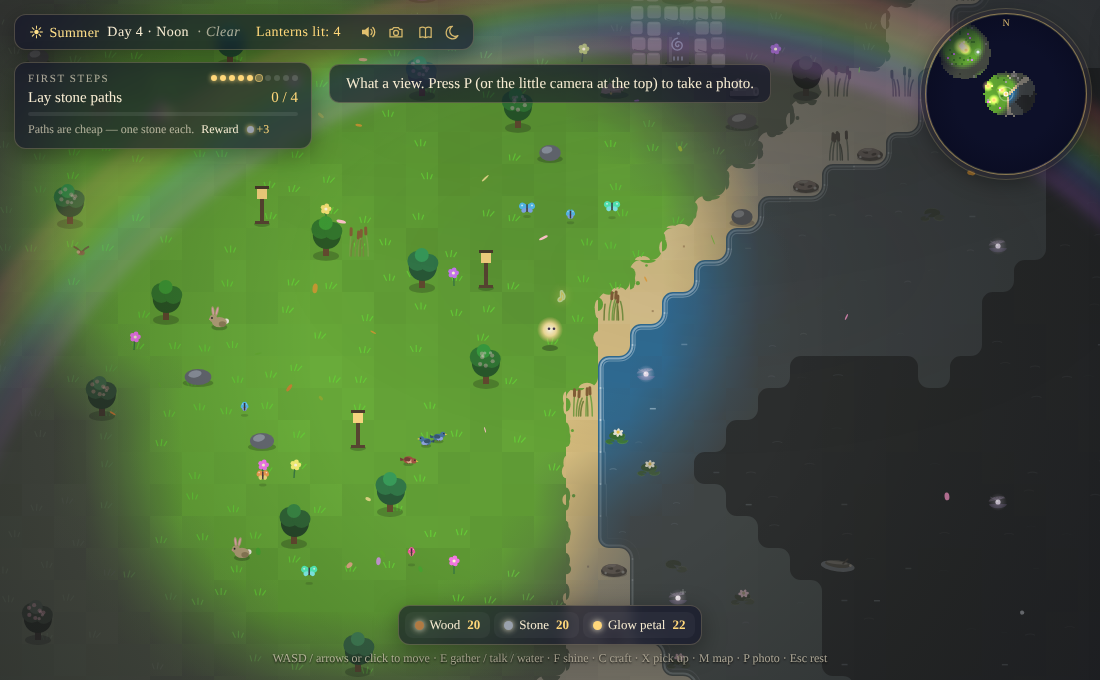 Summer Day 4 · Noon · Clear Lanterns lit: 4
N
FIRST STEPS
Lay stone paths 0 / 4
Paths are cheap — one stone each. Reward +3
What a view. Press P (or the little camera at the top) to take a photo.
Wood 20 Stone 20 Glow petal 22
WASD / arrows or click to move · E gather / talk / water · F shine · C craft · X pick up · M map · P photo · Esc rest